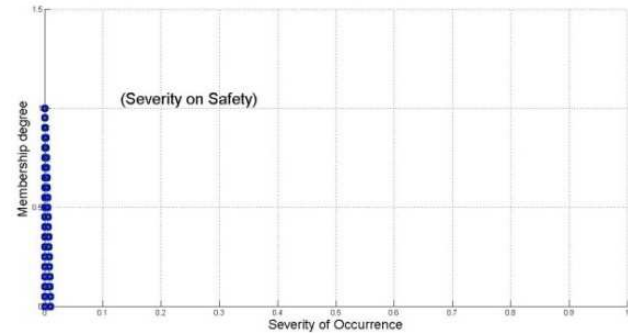 1.5
(Severity on Safety)
Membership degree
0.5
0
0 0.1 0.2 0.3 0.4 0.5 0.6 0.7 0.8 0.9 1
Severity of Occurrence